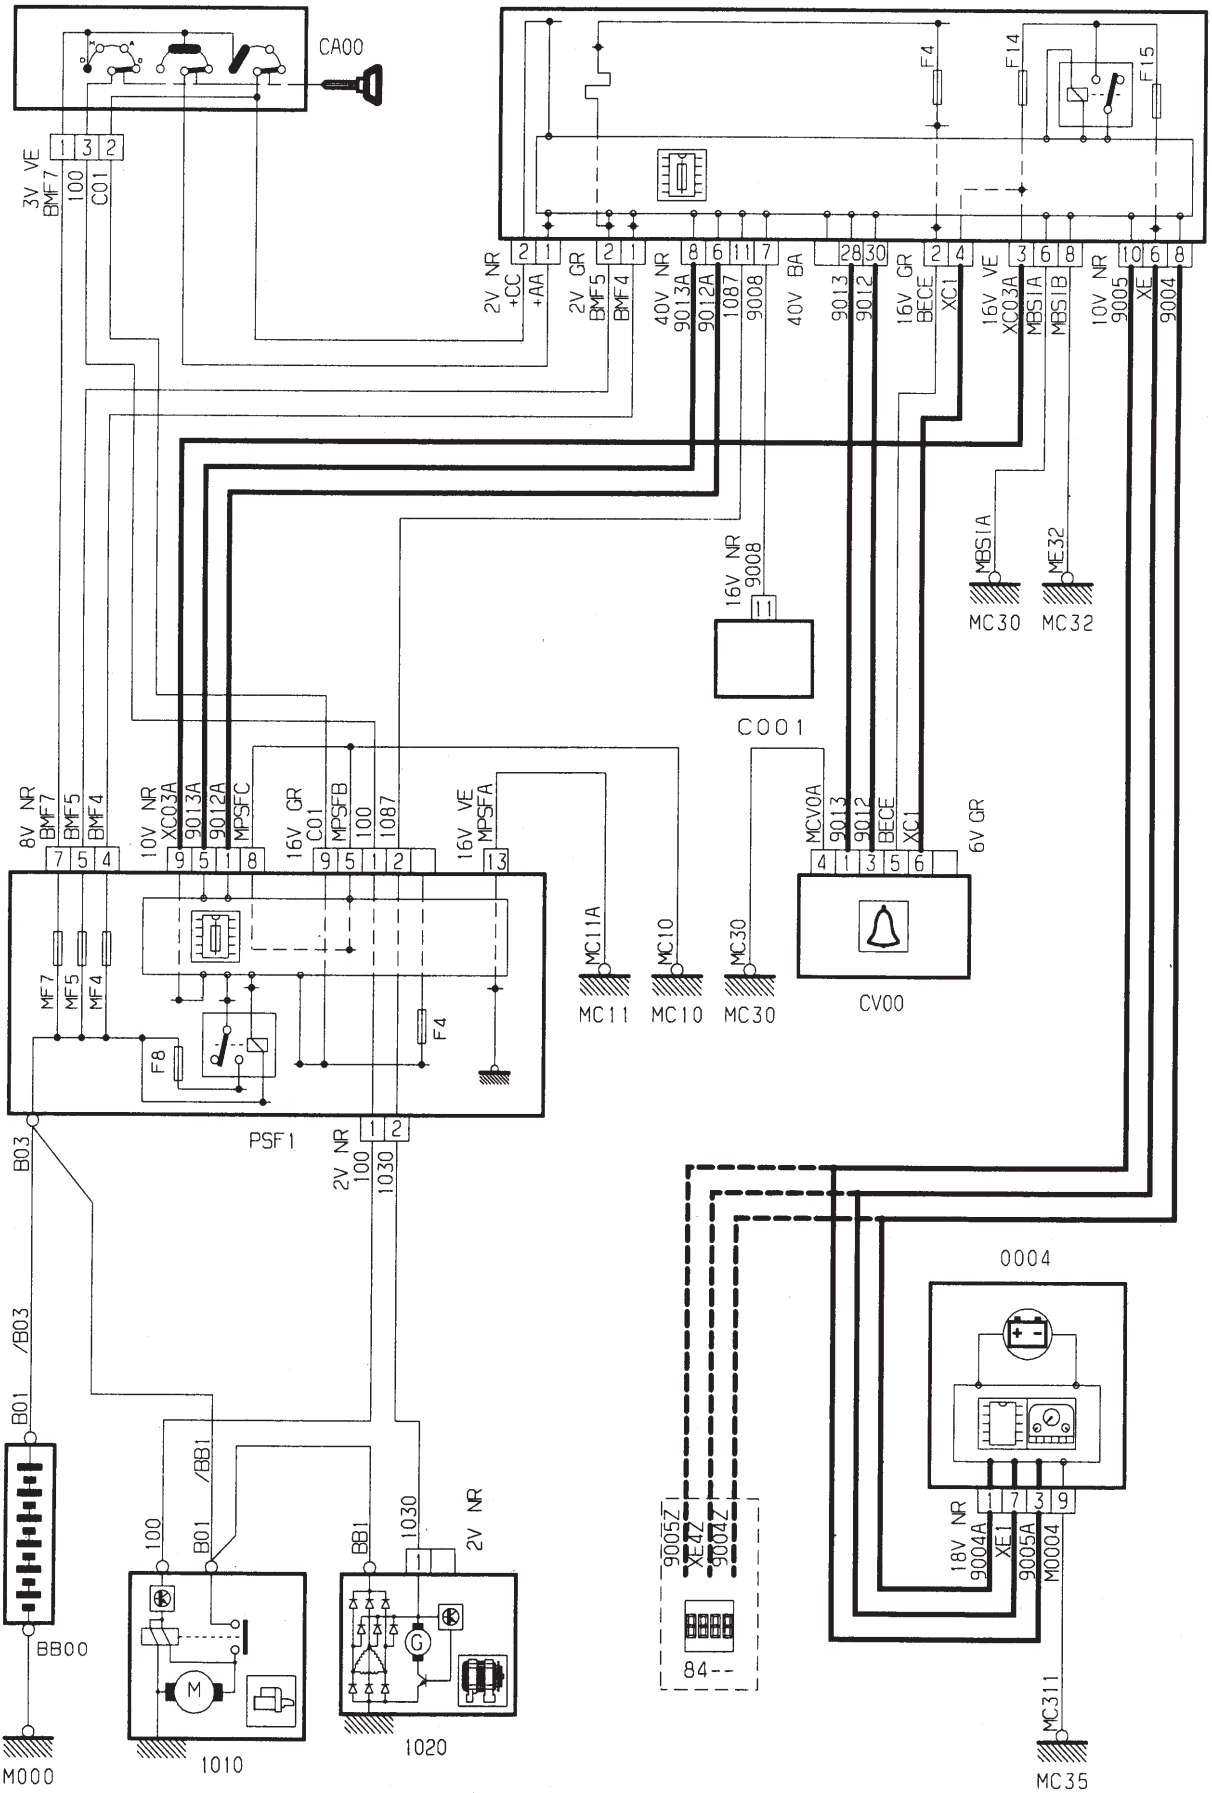 CA00
M
A
D
D
1 3 2
3V VE
BMF7
100
C01
F4
F14
F15
2 1
2V NR
+CC
+AA
2 1
2V GR
BMF5
BMF4
8 6 11 7
40V NR
9013A
9012A
1087
9008
28 30
40V BA
9013
9012
2 4
16V GR
BECE
XC1
3 6 8
16V VE
XC03A
MBSIA
MBSIB
10 6 8
10V NR
9005
XE
9004
MBSIA
MC30
ME32
MC32
16V NR
9008
11
C001
8V NR
BMF7
BMF5
BMF4
7 5 4
10V NR
XC03A
9013A
9012A
MPSFC
9 5 1 8
16V GR
C01
MPSFB
100
1087
9 5 1 2
16V VE
MPSFA
13
MF7
MF5
MF4
F8
F4
PSF1
MC11A
MC11
MC10
MC10
MC30
MC30
MCV0A
9013
9012
BECE
XC1
6V GR
4 1 3 5 6
CV00
B03
1 2
2V NR
100
1030
/B03
B01
BB00
M000
100
/BB1
B01
M
1010
BB1
1030
2V NR
1
G
K
K
1020
9005Z
XE4Z
9004Z
84--
0004
+ -
1 7 3 9
18V NR
9004A
XE1
9005A
M0004
MC311
MC35